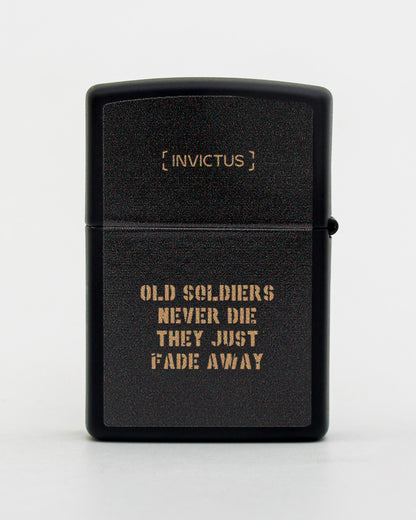 [INVICTUS]
OLD SOLDIERS
NEVER DIE
THEY JUST
FADE AWAY